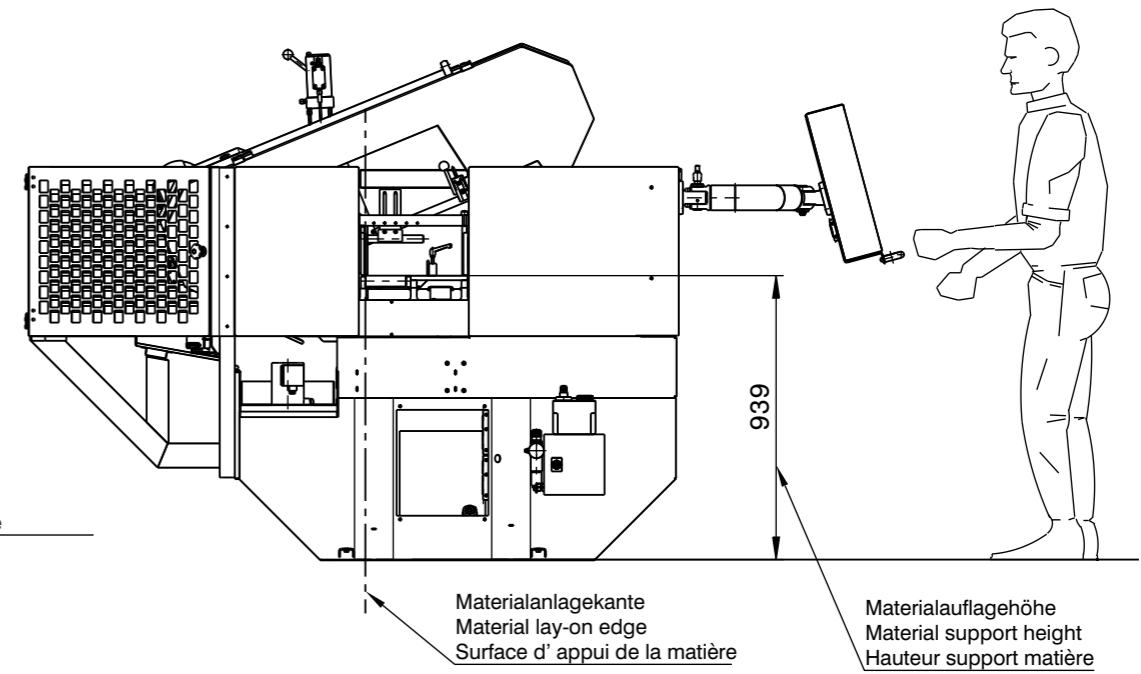 939
Materialanlagekante
Material lay-on edge
Surface d' appui de la matière
Materialauflagehöhe
Material support height
Hauteur support matière